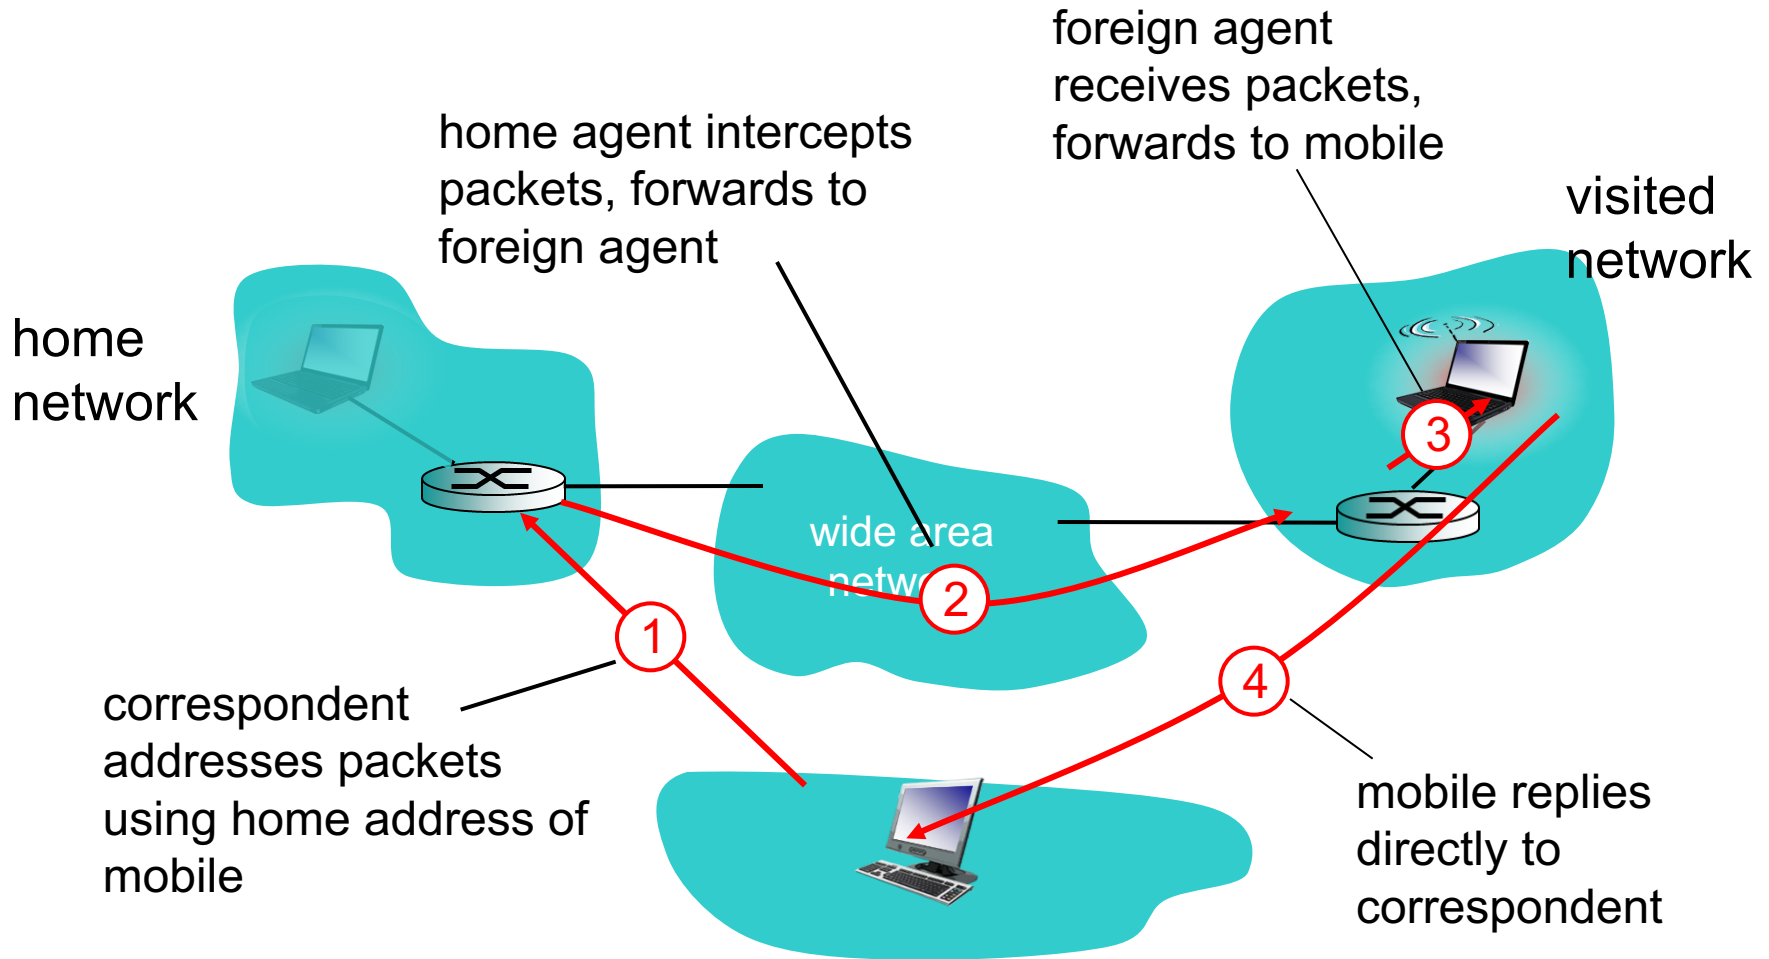 foreign agent
receives packets,
forwards to mobile
home agent intercepts
packets, forwards to
foreign agent
visited
network
home
network
wide area
network
1
2
3
4
correspondent
addresses packets
using home address of
mobile
mobile replies
directly to
correspondent